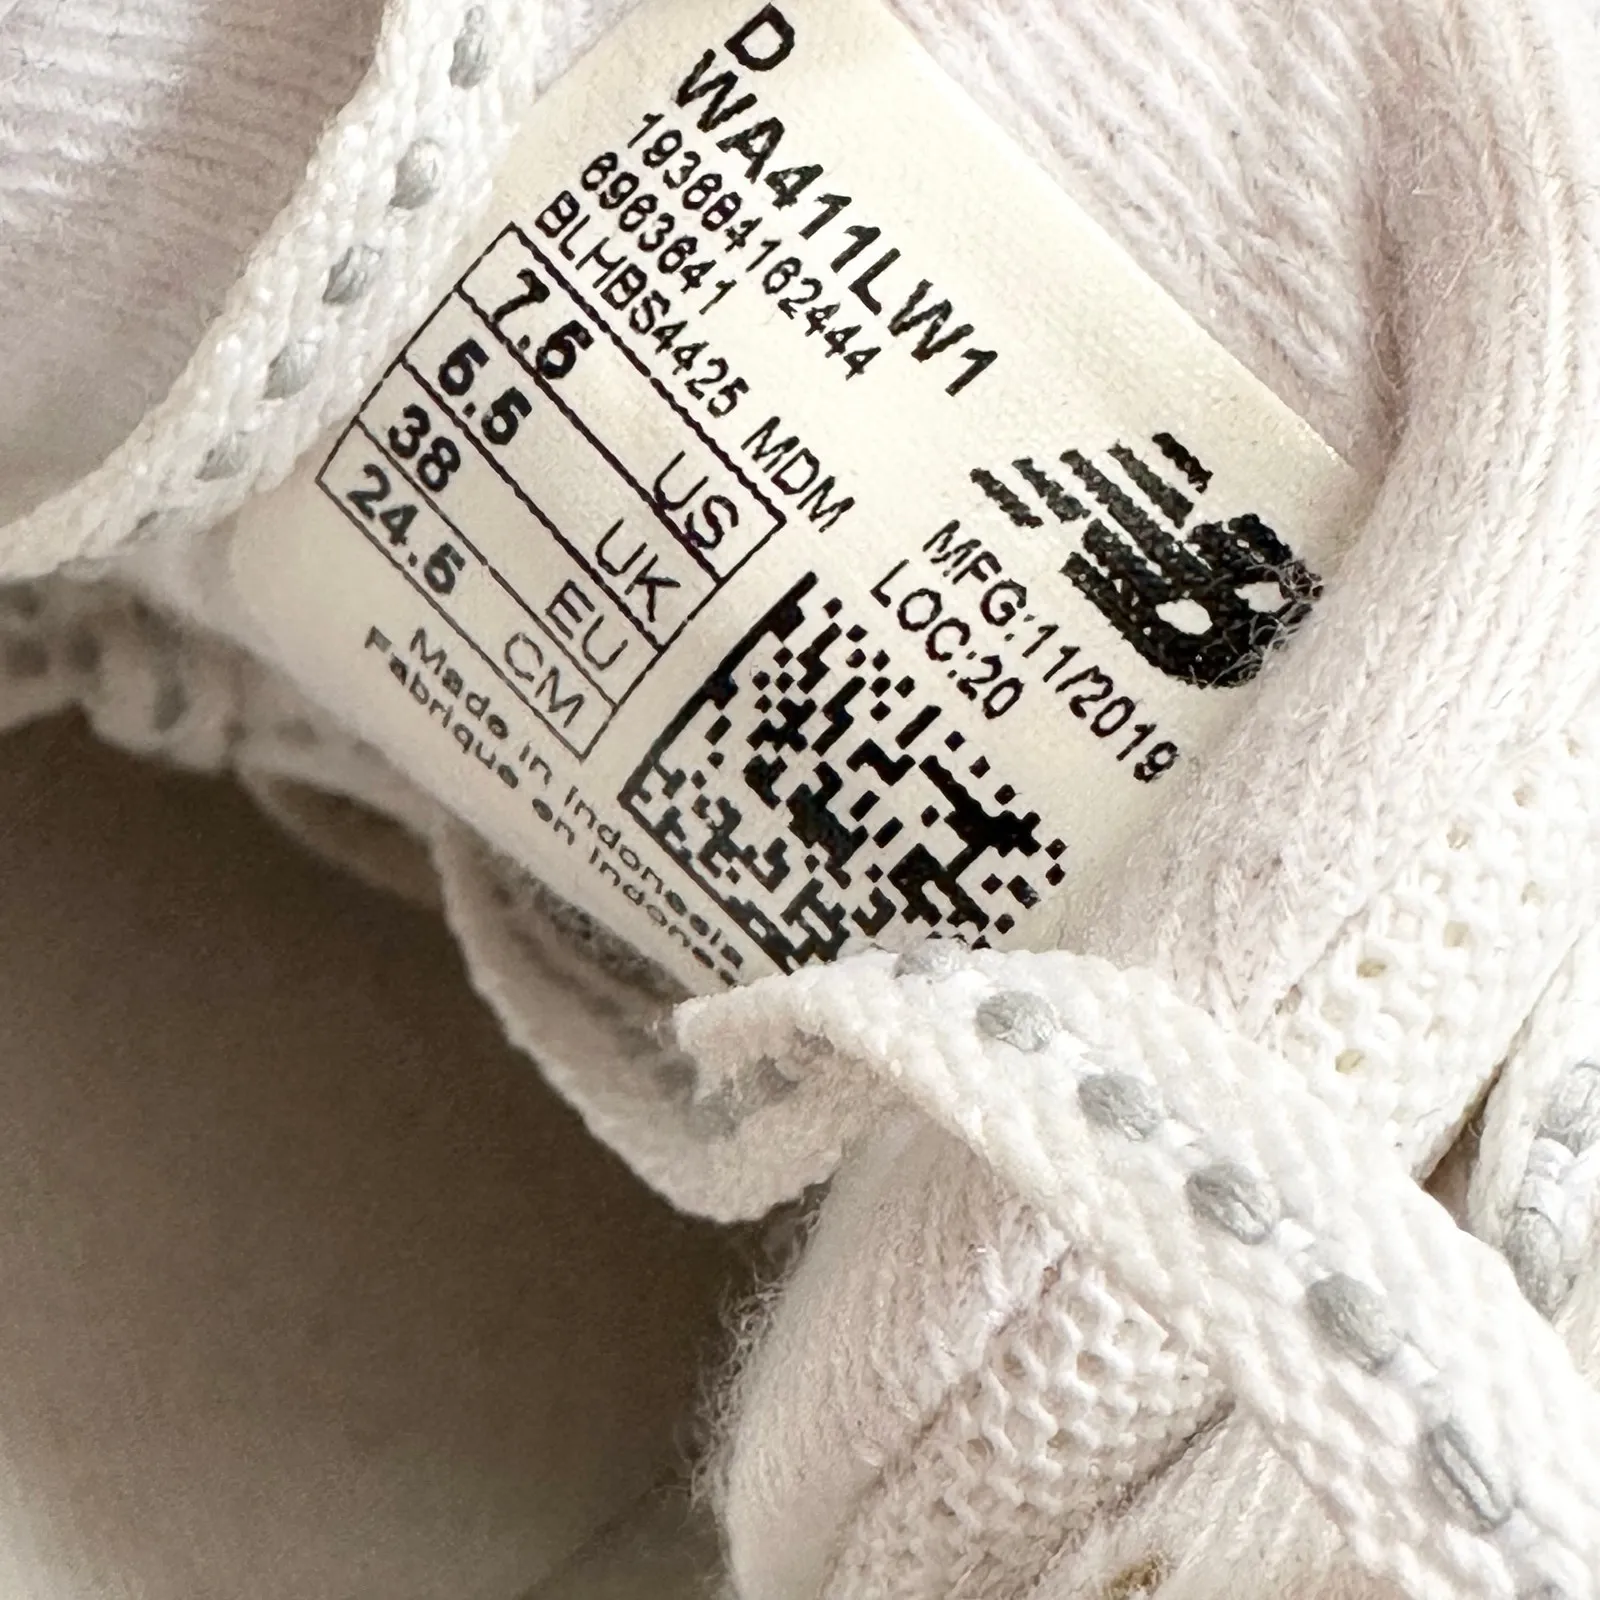 D
WA411LW1
193684162444
6963641
BLHBS4425 MDM
7.5 US
5.5 UK
38 EU
24.5 CM
MFG:11/2019
LOC:20
Made in Indonesia
Fabrique en Indones